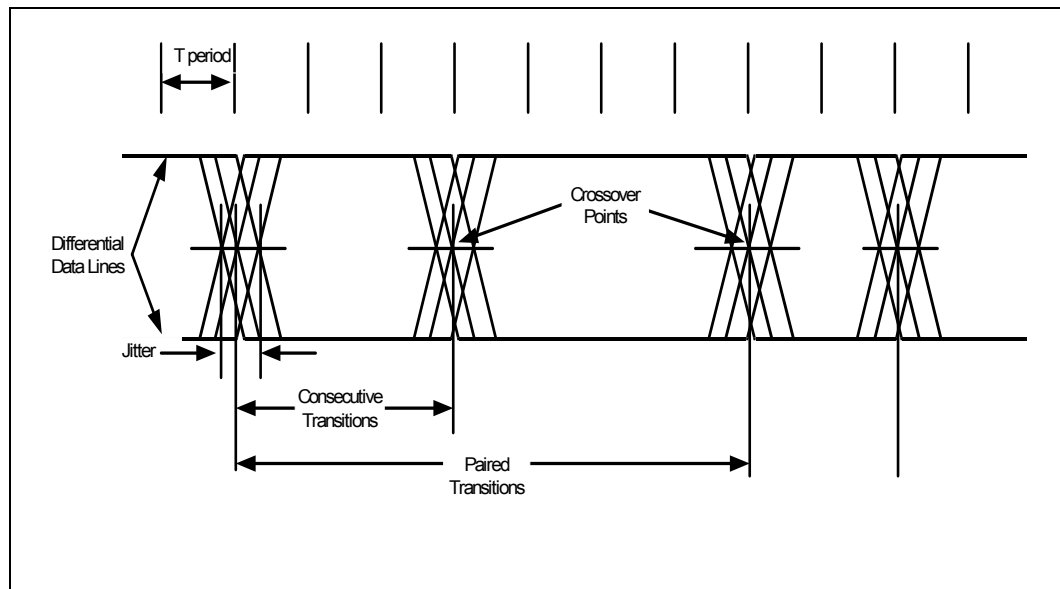 T period
Crossover
Points
Differential
Data Lines
Jitter
Consecutive
Transitions
Paired
Transitions